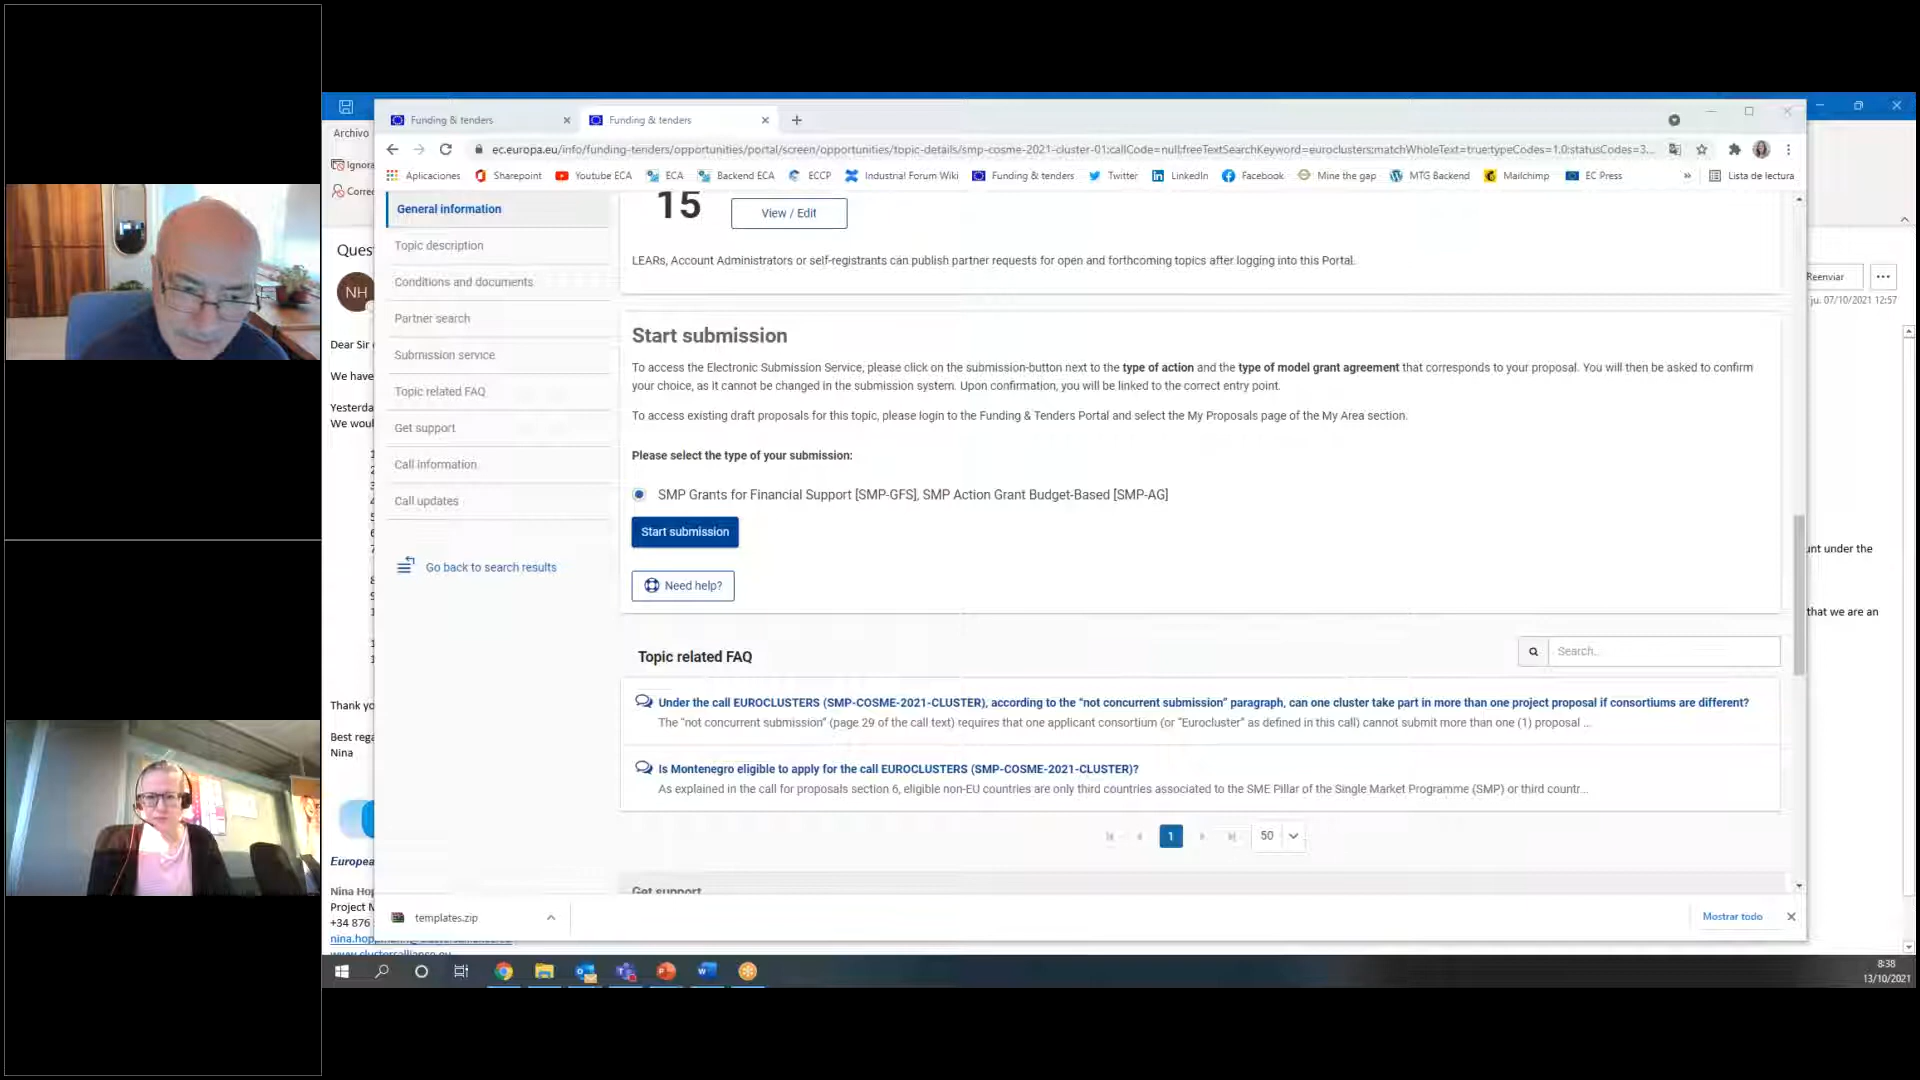 Funding & tenders
Funding & tenders
ec.europa.eu/info/funding-tenders/opportunities/portal/screen/opportunities/topic-details/smp-cosme-2021-cluster-01;callCode=null;freeTextSearchKeyword=euroclusters;matchWholeText=true;typeCodes=1,0;statusCodes=3...
Aplicaciones Sharepoint Youtube ECA ECA Backend ECA ECCP Industrial Forum Wiki Funding & tenders Twitter LinkedIn Facebook Mine the gap MTG Backend Mailchimp EC Press » Lista de lectura
Archivo
Ignora
Correo
Ques
NH
Dear Sir
We have
Yesterda
We woul
Thank yo
Best rega
Nina
Europea
Nina Ho
Project M
+34 876
nina.hop
General information
Topic description
Conditions and documents
Partner search
Submission service
Topic related FAQ
Get support
Call information
Call updates
Go back to search results
15
View / Edit
LEARs, Account Administrators or self-registrants can publish partner requests for open and forthcoming topics after logging into this Portal.
Start submission
To access the Electronic Submission Service, please click on the submission-button next to the type of action and the type of model grant agreement that corresponds to your proposal. You will then be asked to confirm
your choice, as it cannot be changed in the submission system. Upon confirmation, you will be linked to the correct entry point.
To access existing draft proposals for this topic, please login to the Funding & Tenders Portal and select the My Proposals page of the My Area section.
Please select the type of your submission:
SMP Grants for Financial Support [SMP-GFS], SMP Action Grant Budget-Based [SMP-AG]
Start submission
Need help?
Topic related FAQ
Search...
Under the call EUROCLUSTERS (SMP-COSME-2021-CLUSTER), according to the "not concurrent submission" paragraph, can one cluster take part in more than one project proposal if consortiums are different?
The "not concurrent submission" (page 29 of the call text) requires that one applicant consortium (or "Eurocluster" as defined in this call) cannot submit more than one (1) proposal ...
Is Montenegro eligible to apply for the call EUROCLUSTERS (SMP-COSME-2021-CLUSTER)?
As explained in the call for proposals section 6, eligible non-EU countries are only third countries associated to the SME Pillar of the Single Market Programme (SMP) or third countr...
1
50
Get support
templates.zip
Mostrar todo
Reenviar
ju. 07/10/2021 12:57
unt under the
that we are an
8:38
13/10/2021